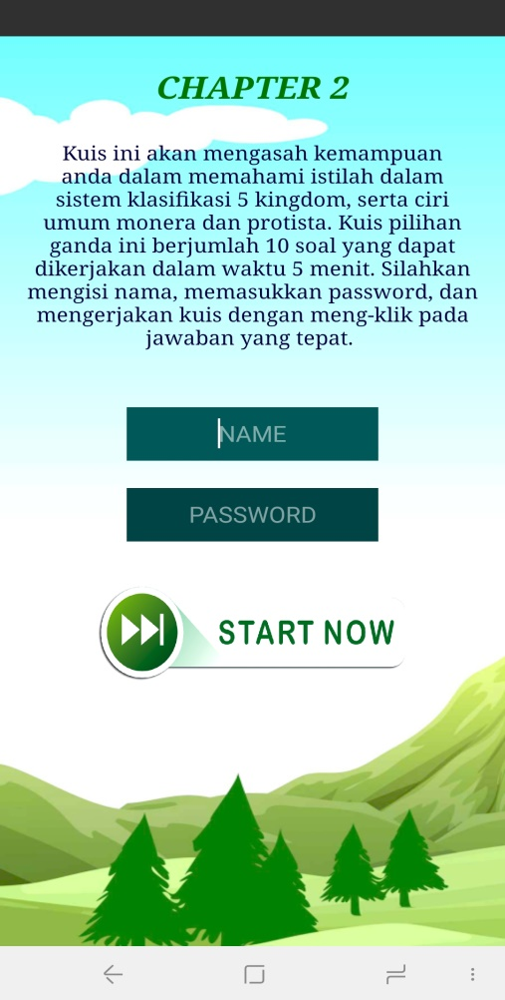 CHAPTER 2
Kuis ini akan mengasah kemampuan
anda dalam memahami istilah dalam
sistem klasifikasi 5 kingdom, serta ciri
umum monera dan protista. Kuis pilihan
ganda ini berjumlah 10 soal yang dapat
dikerjakan dalam waktu 5 menit. Silahkan
mengisi nama, memasukkan password, dan
mengerjakan kuis dengan meng-klik pada
jawaban yang tepat.
NAME
PASSWORD
START NOW